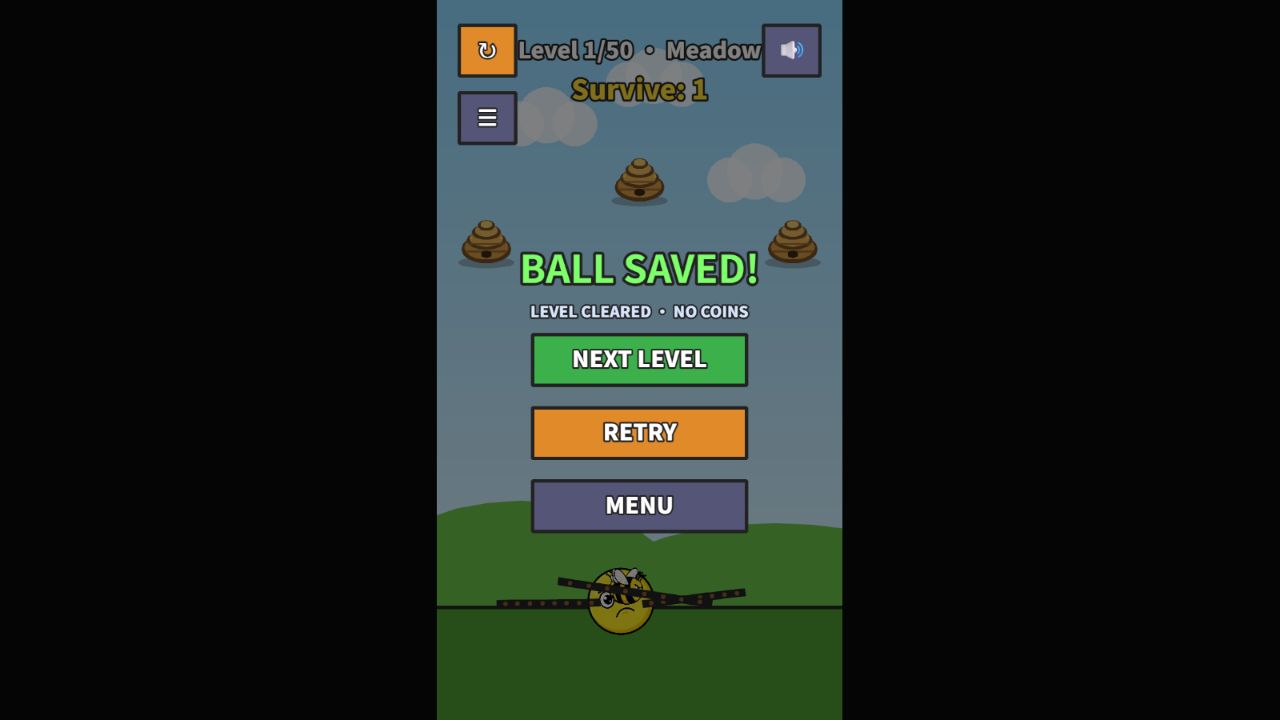 Level 1/50 • Meadow
Survive: 1
BALL SAVED!
LEVEL CLEARED • NO COINS
NEXT LEVEL
RETRY
MENU